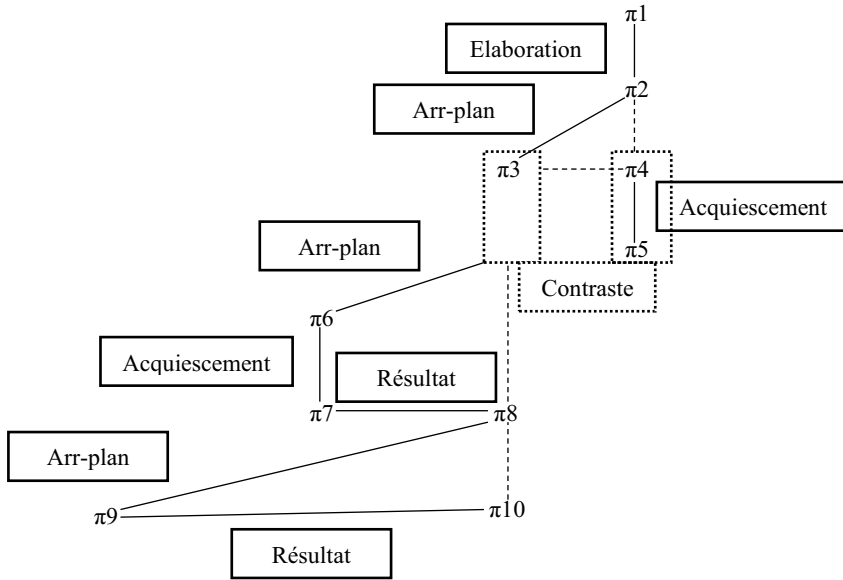 π1
Elaboration
π2
Arr-plan
π3
π4
Acquiescement
Arr-plan
π5
Contraste
π6
Acquiescement
Résultat
π7
π8
Arr-plan
π9
π10
Résultat